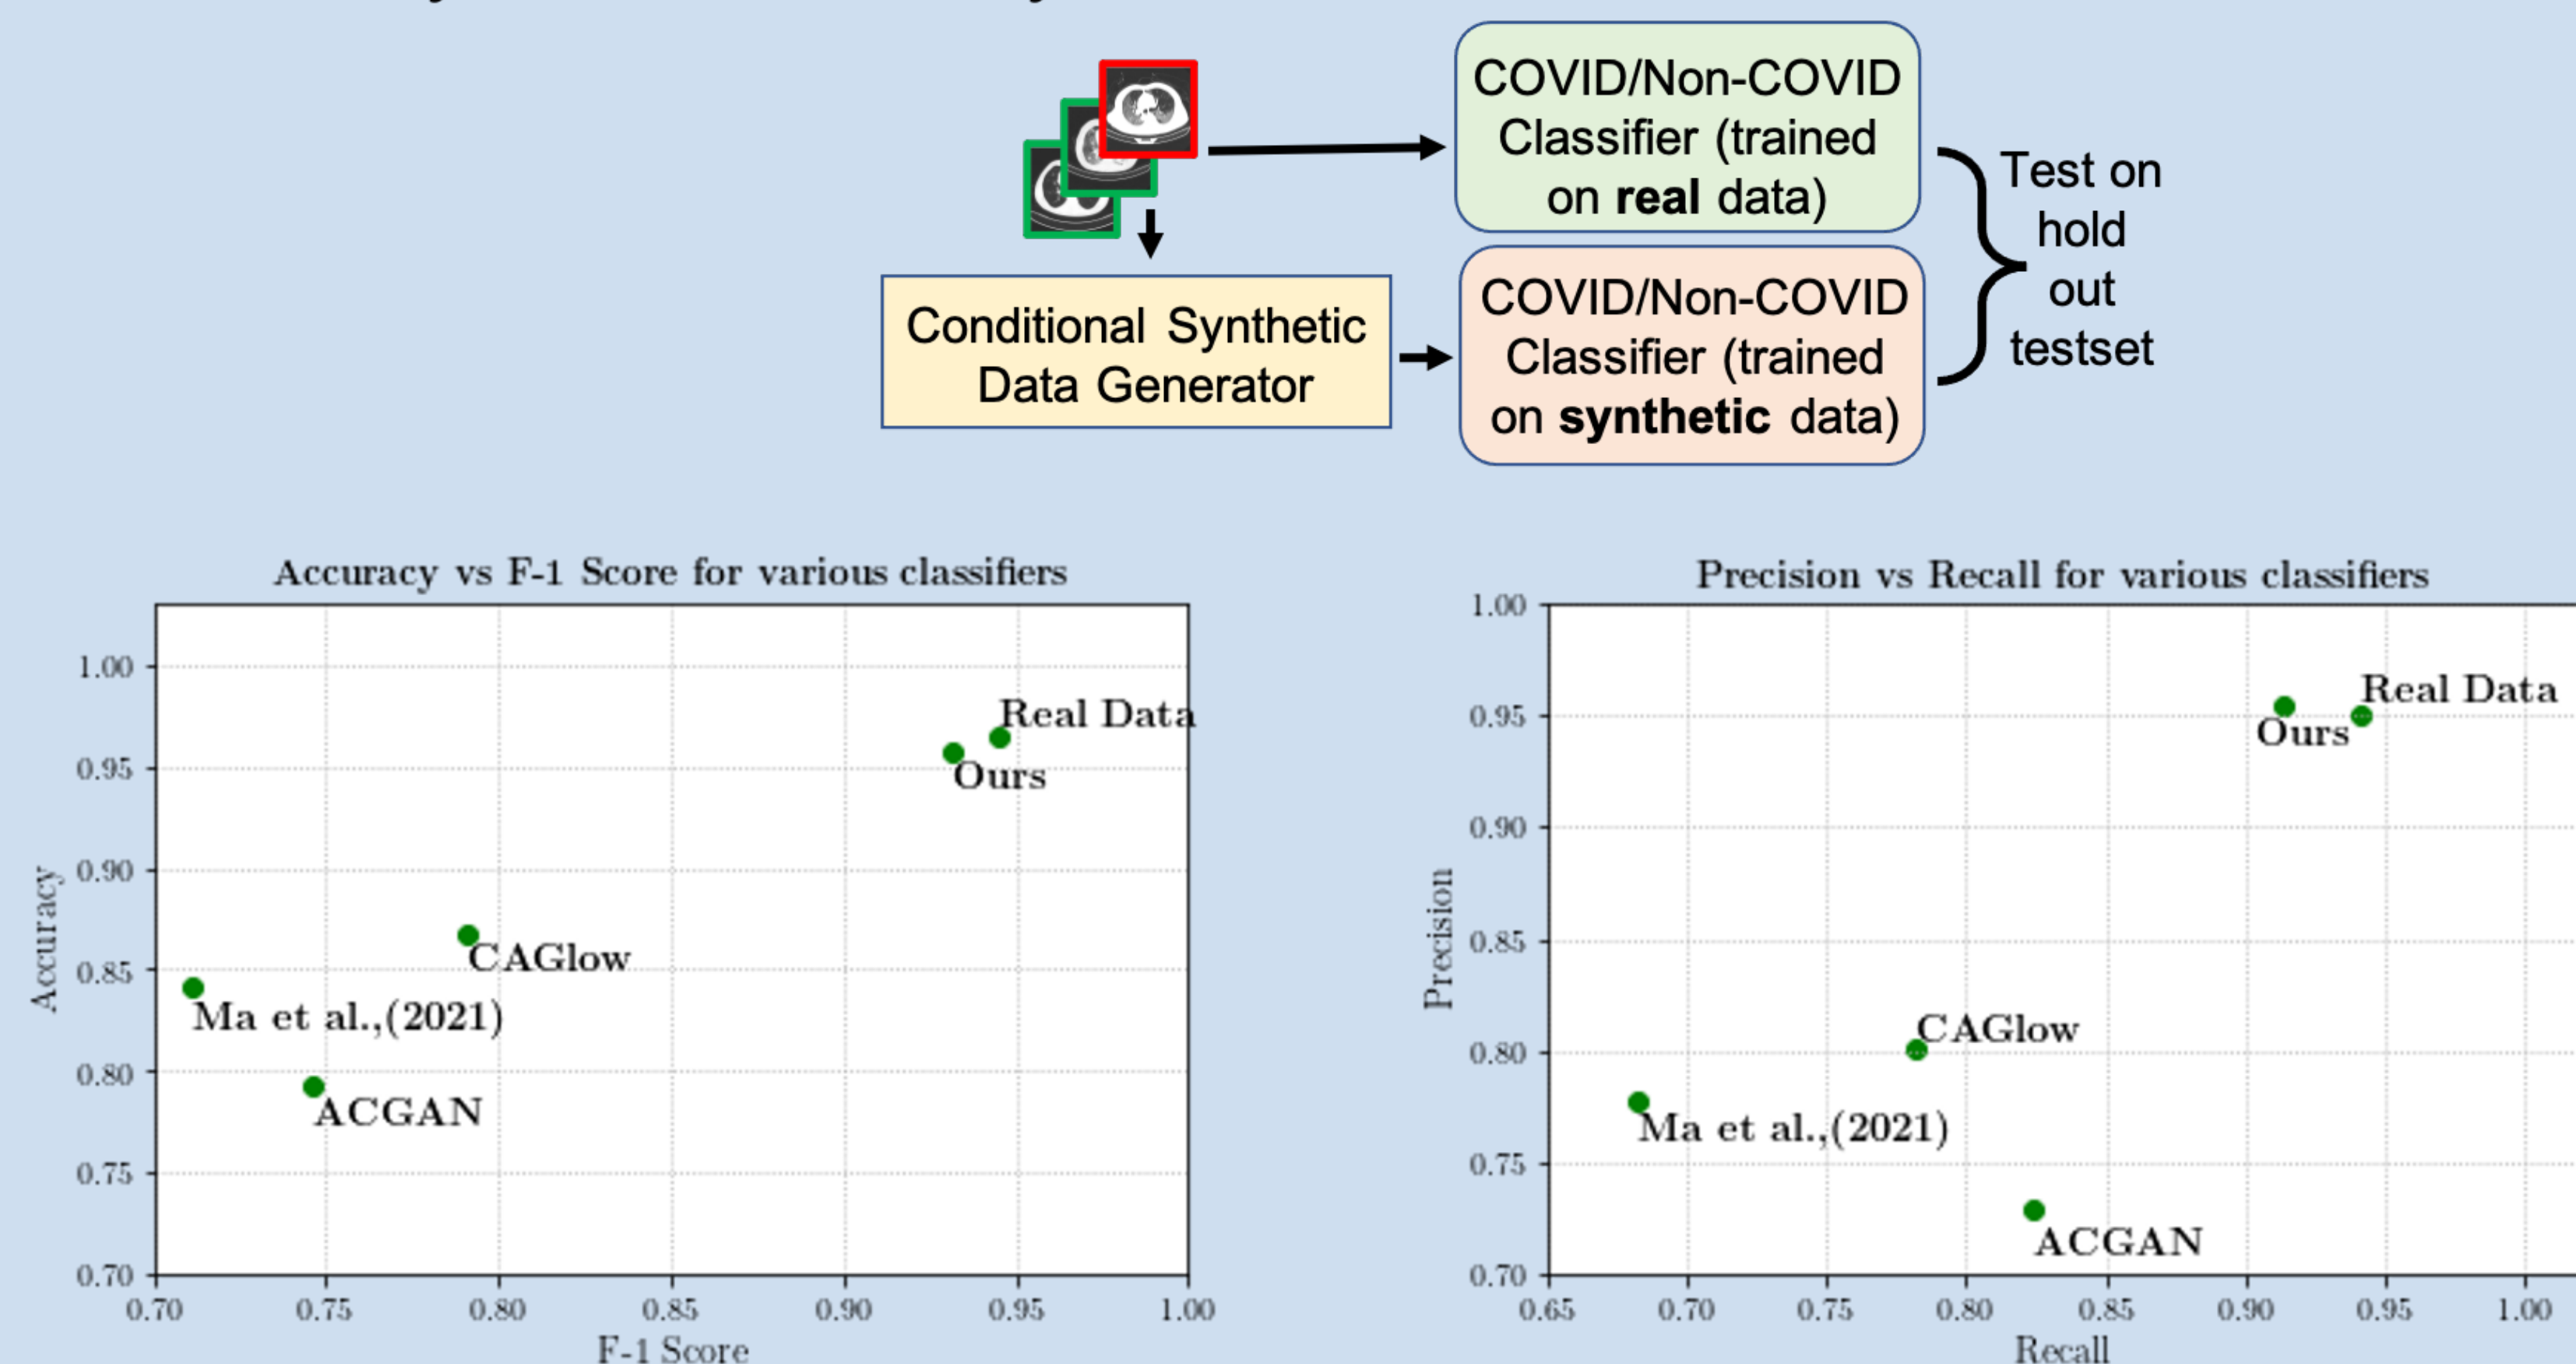 COVID/Non-COVID
Classifier (trained
on real data)
Test on
hold
out
testset
Conditional Synthetic
Data Generator
COVID/Non-COVID
Classifier (trained
on synthetic data)
Accuracy vs F-1 Score for various classifiers
1.00
0.95
0.90
0.85
0.80
0.75
0.70
Accuracy
Real Data
Ours
CAGlow
Ma et al.,(2021)
ACGAN
0.70 0.75 0.80 0.85 0.90 0.95 1.00
F-1 Score
Precision vs Recall for various classifiers
1.00
0.95
0.90
0.85
0.80
0.75
0.70
Precision
Real Data
Ours
CAGlow
Ma et al.,(2021)
ACGAN
0.65 0.70 0.75 0.80 0.85 0.90 0.95 1.00
Recall